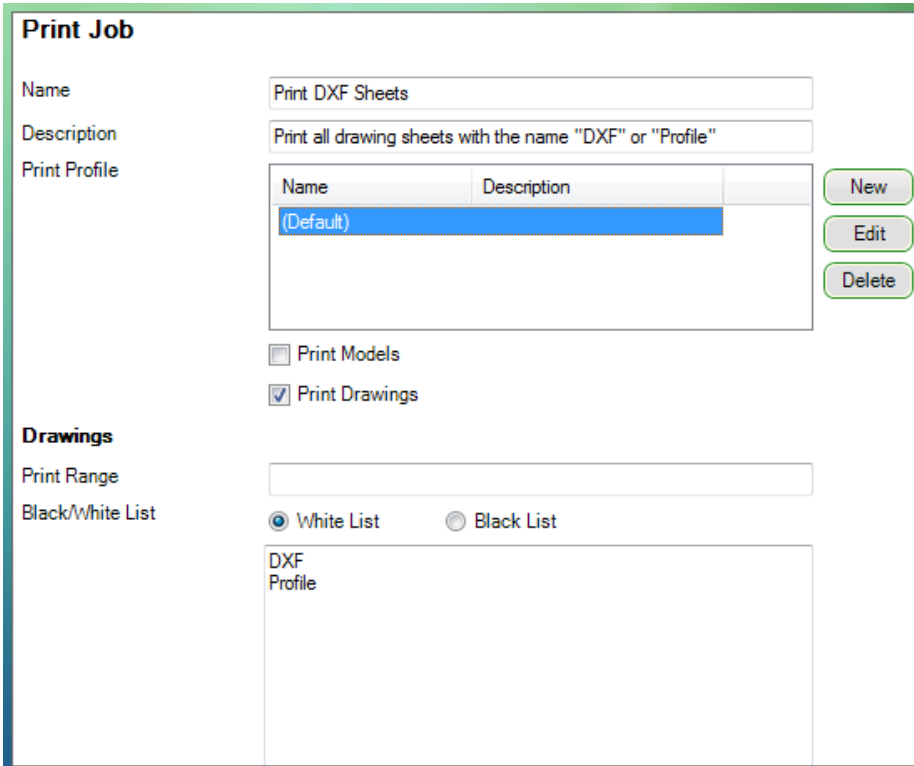 Print Job
Name
Print DXF Sheets
Description
Print all drawing sheets with the name "DXF" or "Profile"
Print Profile
Name Description
(Default)
New
Edit
Delete
Print Models
Print Drawings
Drawings
Print Range
Black/White List
White List Black List
DXF
Profile